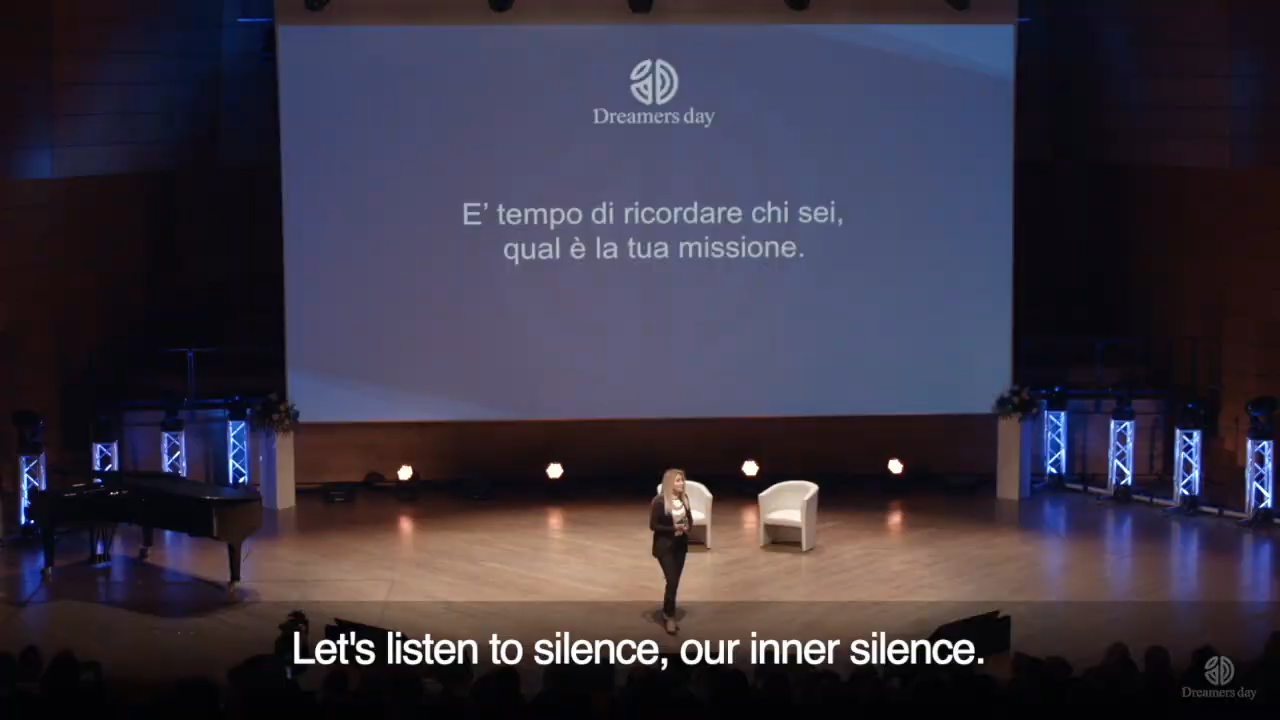 Dreamers day
E' tempo di ricordare chi sei,
qual è la tua missione.
Let's listen to silence, our inner silence.
Dreamers day